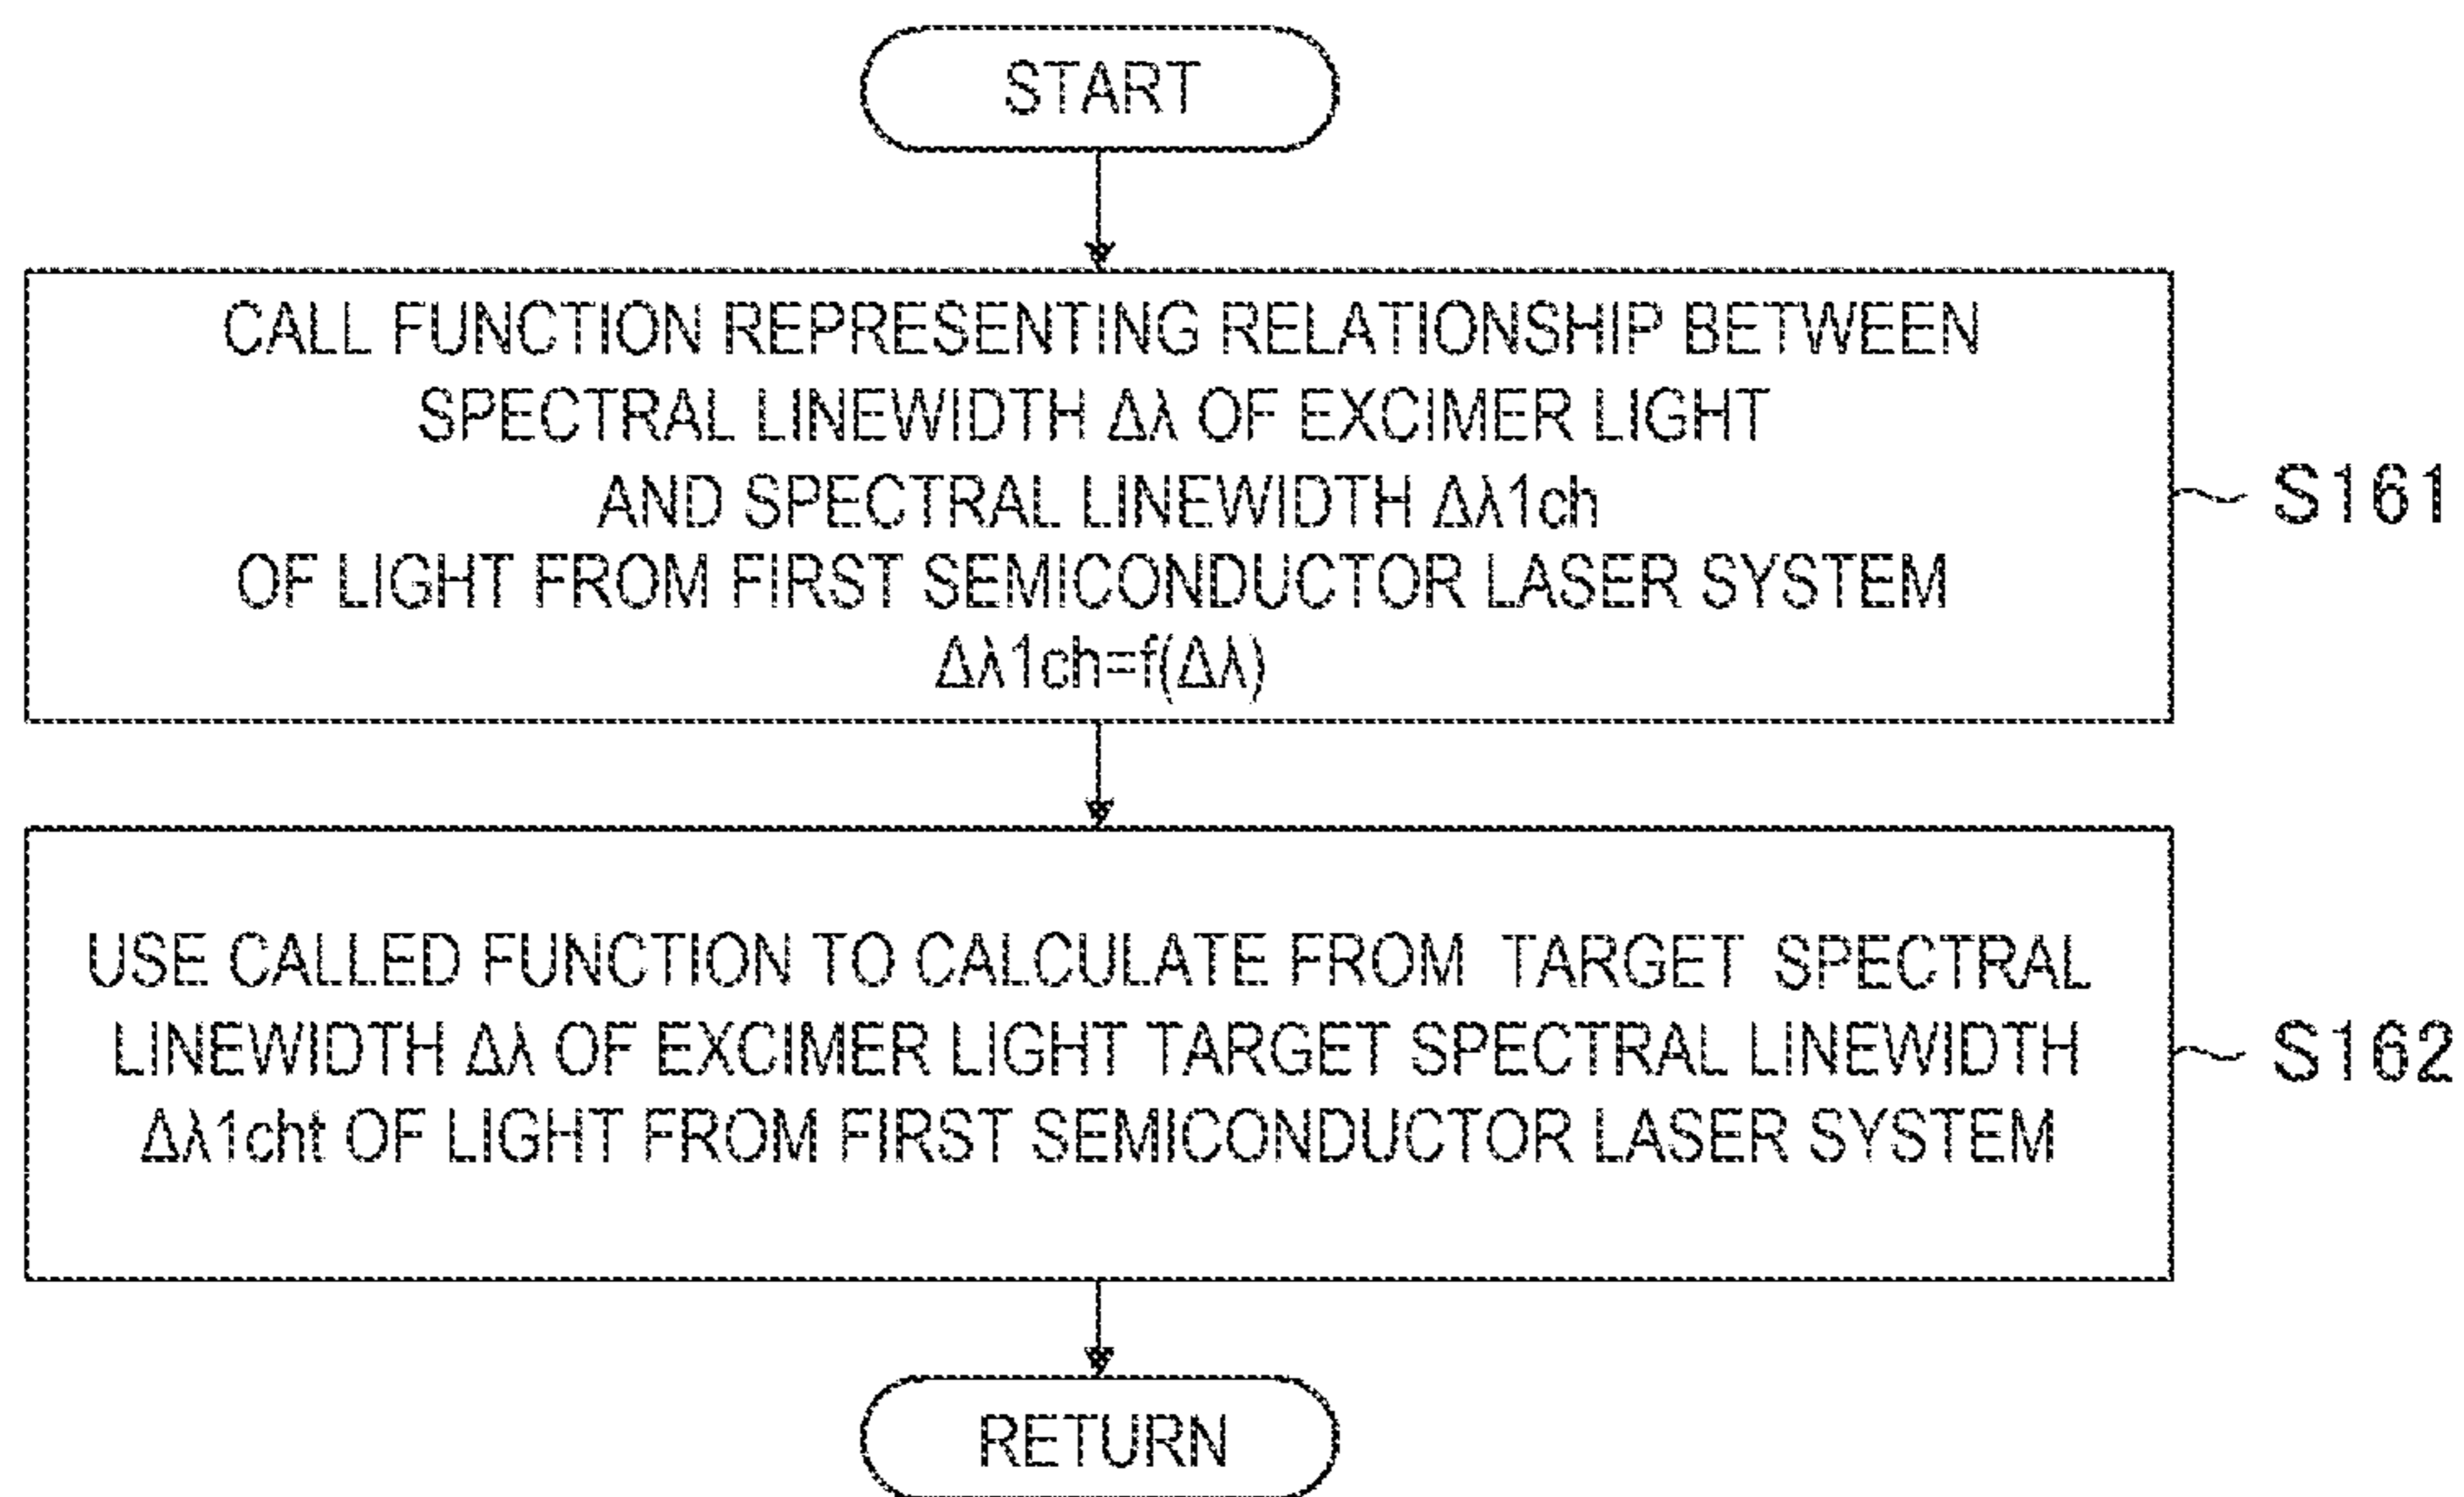 START
CALL FUNCTION REPRESENTING RELATIONSHIP BETWEEN
SPECTRAL LINEWIDTH Δλ OF EXCIMER LIGHT
AND SPECTRAL LINEWIDTH Δλ1ch
OF LIGHT FROM FIRST SEMICONDUCTOR LASER SYSTEM
Δλ1ch=f(Δλ)
S161
USE CALLED FUNCTION TO CALCULATE FROM TARGET SPECTRAL
LINEWIDTH Δλ OF EXCIMER LIGHT TARGET SPECTRAL LINEWIDTH
Δλ1cht OF LIGHT FROM FIRST SEMICONDUCTOR LASER SYSTEM
S162
RETURN